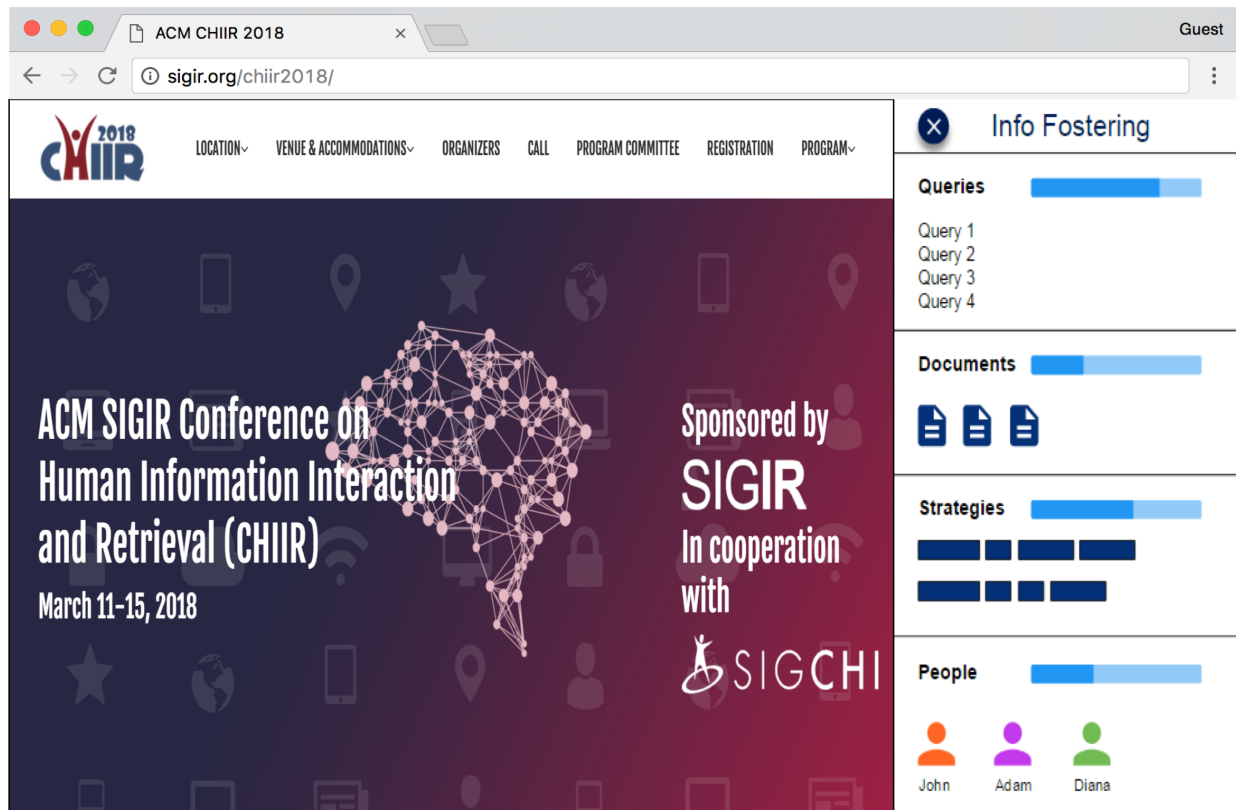 ACM CHIIR 2018
Guest
sigir.org/chiir2018/
2018
CHIIR
LOCATION
VENUE & ACCOMMODATIONS
ORGANIZERS
CALL
PROGRAM COMMITTEE
REGISTRATION
PROGRAM
ACM SIGIR Conference on
Human Information Interaction
and Retrieval (CHIIR)
March 11-15, 2018
Sponsored by
SIGIR
In cooperation
with
SIGCHI
Info Fostering
Queries
Query 1
Query 2
Query 3
Query 4
Documents
Strategies
People
John
Adam
Diana